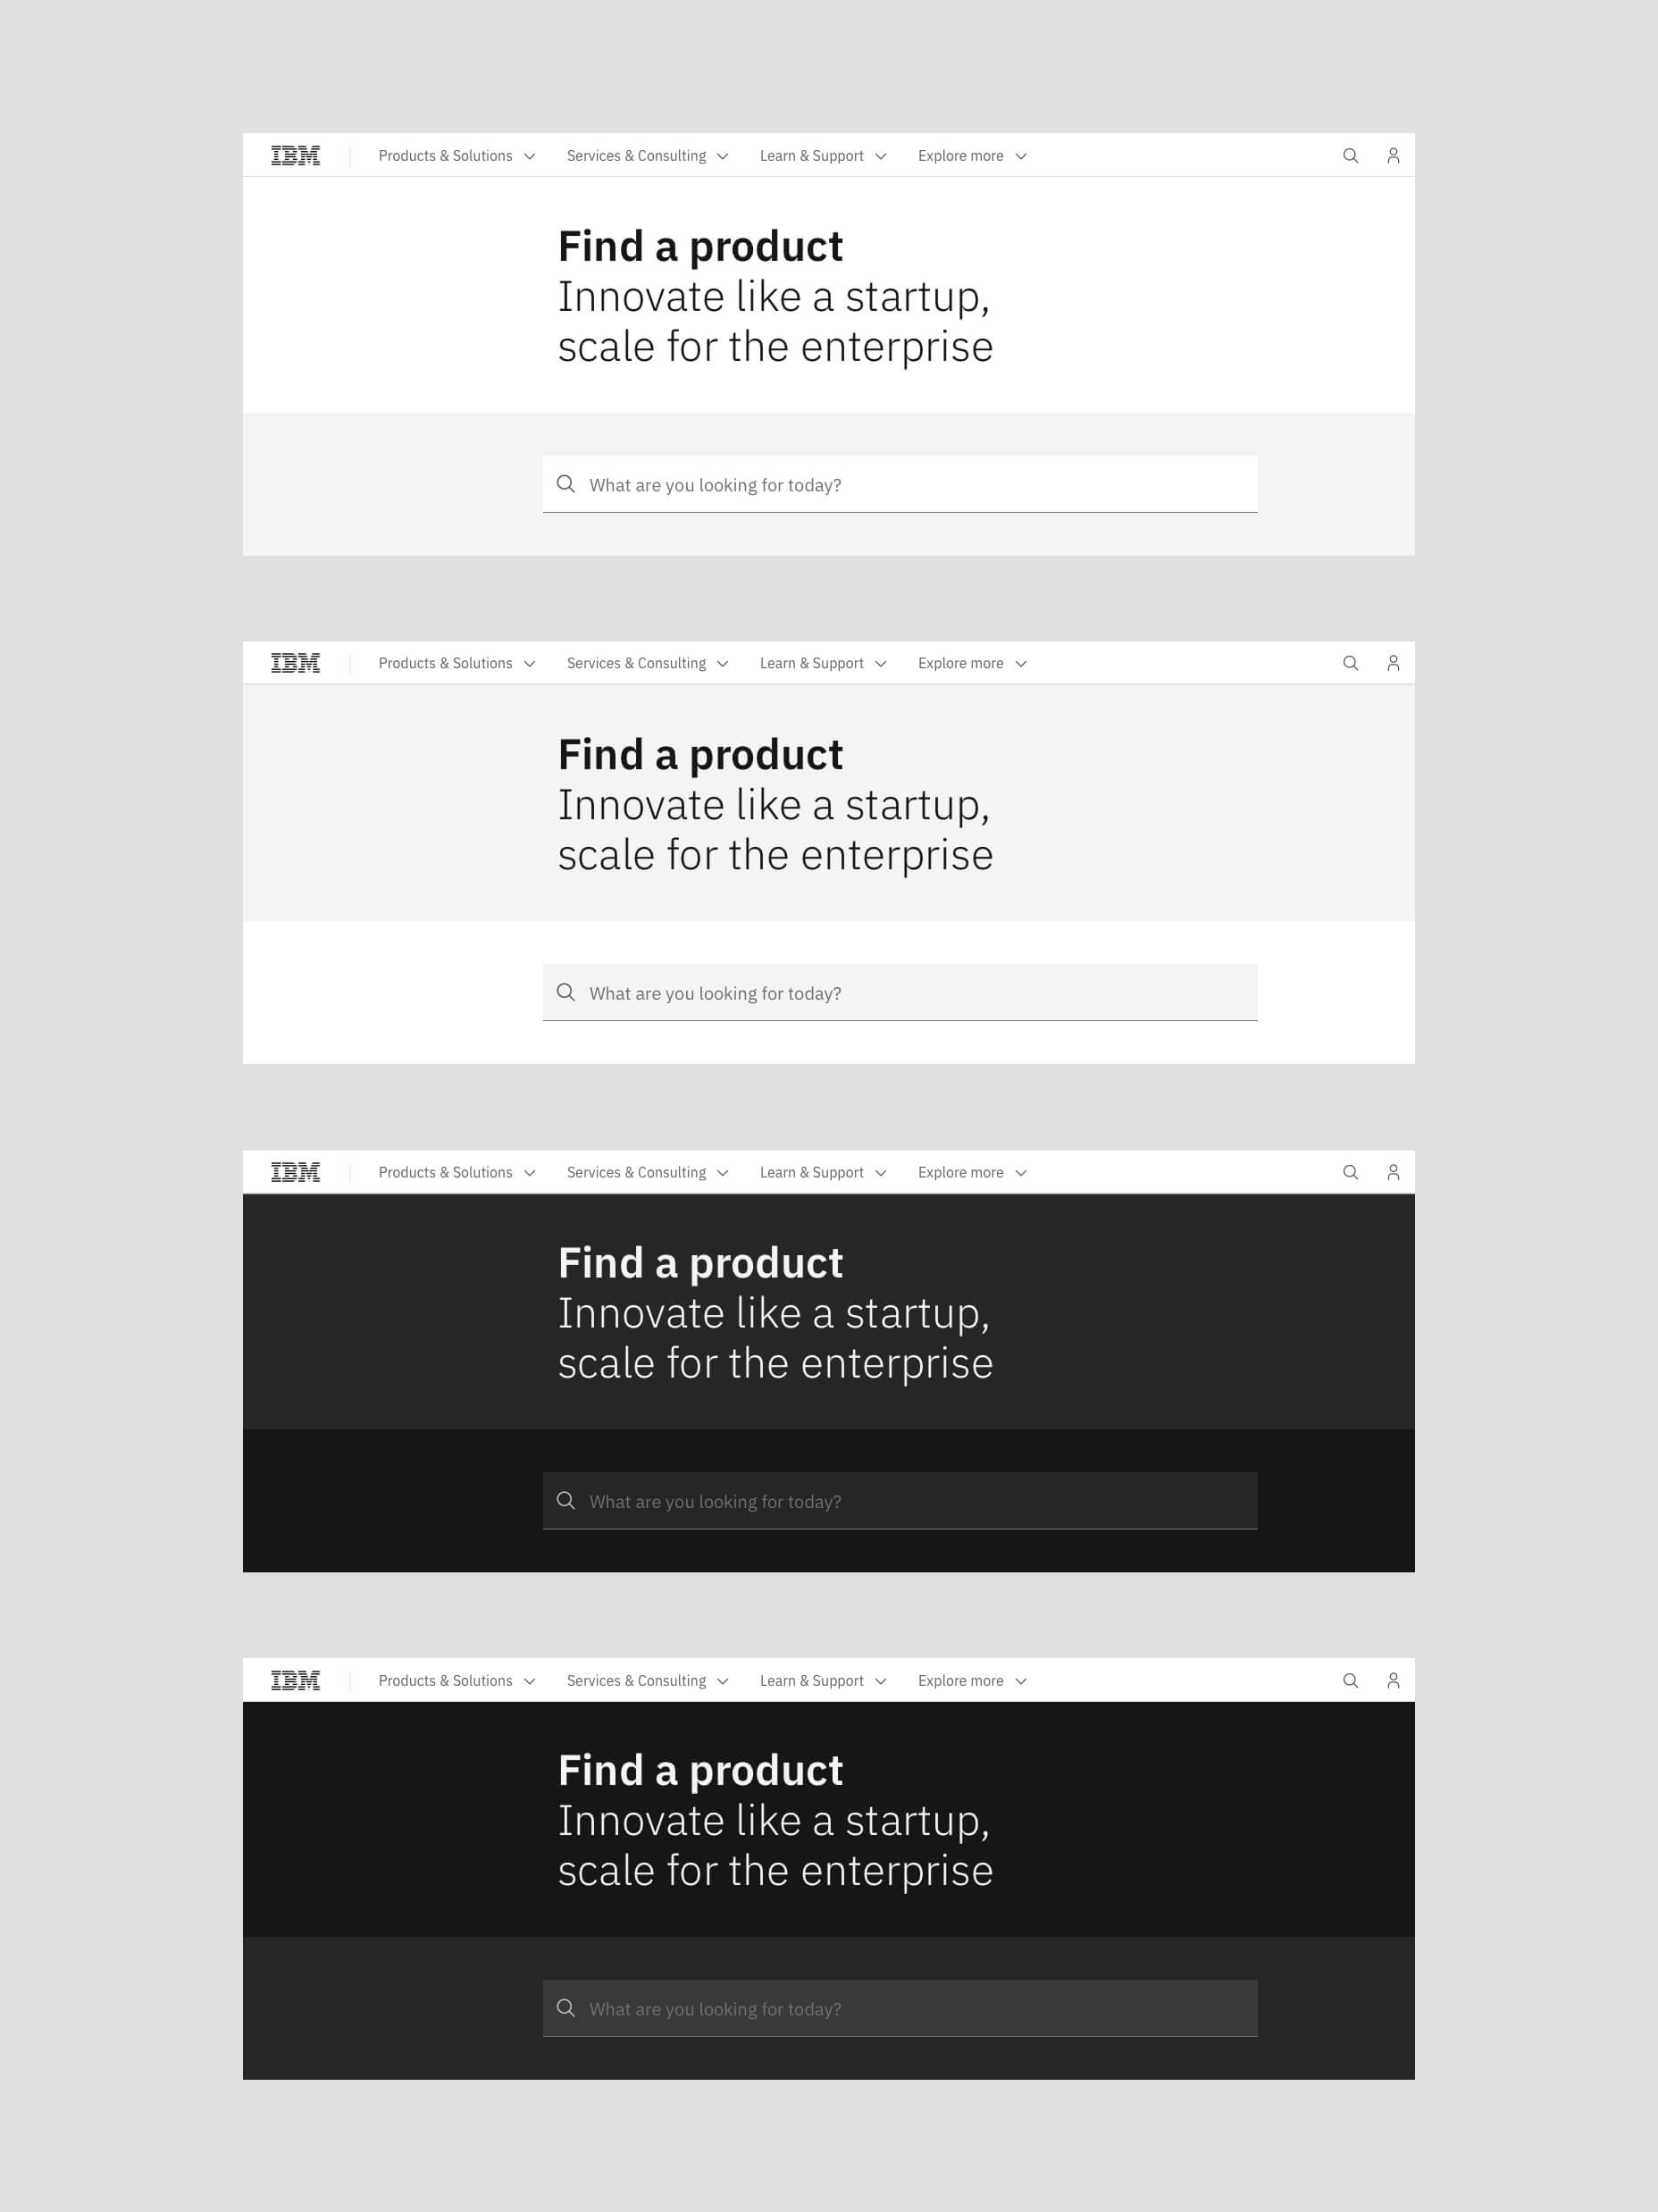 IBM Products & Solutions Services & Consulting Learn & Support Explore more
Find a product
Innovate like a startup,
scale for the enterprise
What are you looking for today?
IBM Products & Solutions Services & Consulting Learn & Support Explore more
Find a product
Innovate like a startup,
scale for the enterprise
What are you looking for today?
IBM Products & Solutions Services & Consulting Learn & Support Explore more
Find a product
Innovate like a startup,
scale for the enterprise
What are you looking for today?
IBM Products & Solutions Services & Consulting Learn & Support Explore more
Find a product
Innovate like a startup,
scale for the enterprise
What are you looking for today?